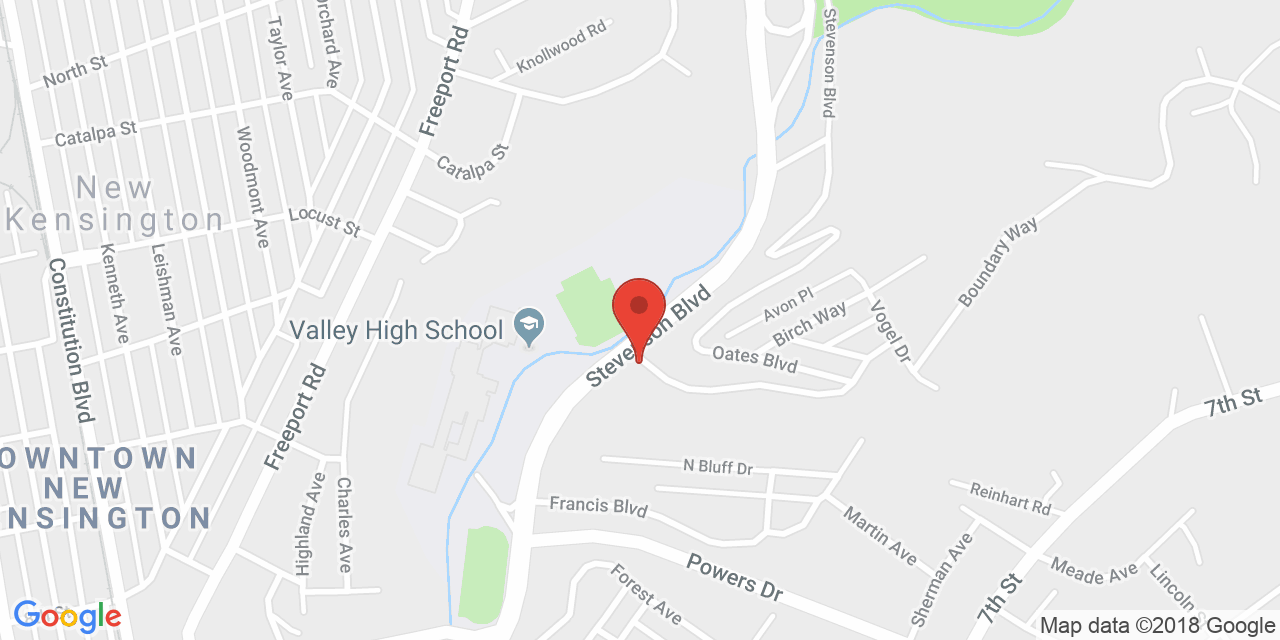 Stevenson Blvd
Orchard Ave
Taylor Ave
Knollwood Rd
North St
Freeport Rd
Catalpa St
Woodmont Ave
Catalpa St
New
Kensington
Locust St
Kenneth Ave
Leishman Ave
Constitution Blvd
Boundary Way
Avon Pl
Birch Way
Vogel Dr
Valley High School
Stevenson Blvd
Oates Blvd
Freeport Rd
7th St
OWNTOWN
NEW
NSINGTON
N Bluff Dr
Highland Ave
Charles Ave
Francis Blvd
Reinhart Rd
Martin Ave
Sherman Ave
Powers Dr
Forest Ave
7th St
Meade Ave
Lincoln
Google
Map data ©2018 Google